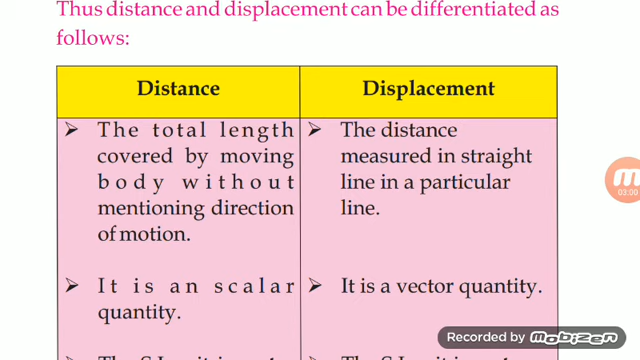 Thus distance and displacement can be differentiated as
follows:
Distance
Displacement
➢ The total length
covered by moving
body without
mentioning direction
of motion.
➢ The distance
measured in straight
line in a particular
line.
➢ It is an scalar
quantity.
➢ It is a vector quantity.
03:00
Recorded by mobizen